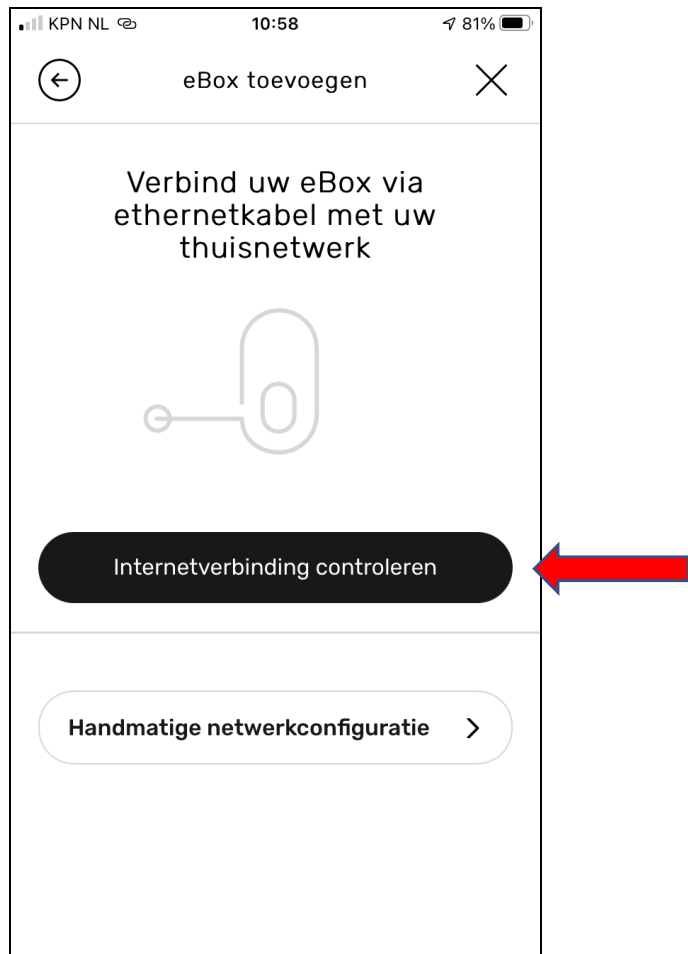 KPN NL 10:58 81%
eBox toevoegen
Verbind uw eBox via
ethernetkabel met uw
thuisnetwerk
Internetverbinding controleren
Handmatige netwerkconfiguratie